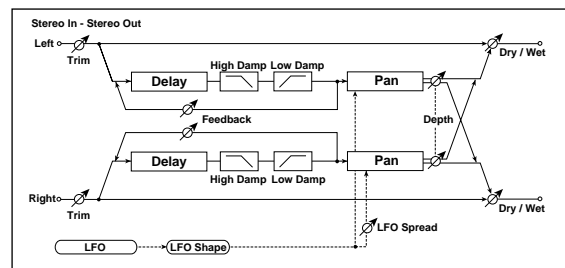 Stereo In - Stereo Out
Left
Trim
Dry / Wet
High Damp Low Damp
Delay
Pan
Feedback
Depth
Delay
Pan
High Damp Low Damp
Right
Trim
Dry / Wet
LFO Spread
LFO
LFO Shape